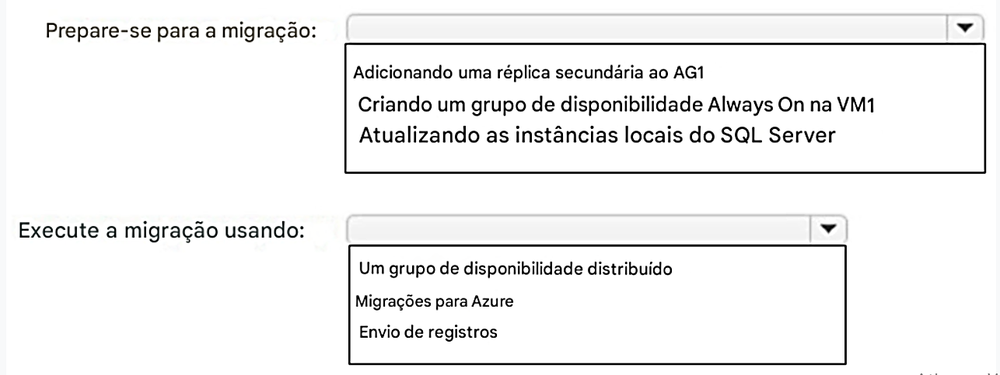 Prepare-se para a migração:
Adicionando uma réplica secundária ao AG1
Criando um grupo de disponibilidade Always On na VM1
Atualizando as instâncias locais do SQL Server
Execute a migração usando:
Um grupo de disponibilidade distribuído
Migrações para Azure
Envio de registros